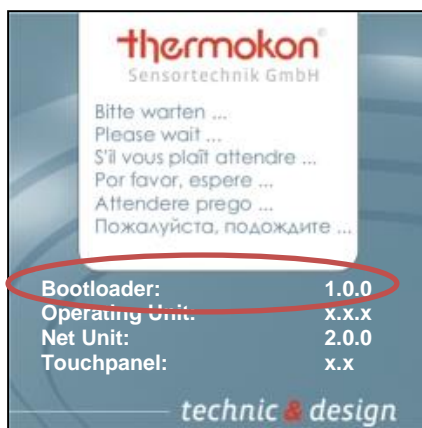 thermokon®
Sensortechnik GmbH
Bitte warten ...
Please wait ...
S'il vous plaît attendre ...
Por favor, espere ...
Attendere prego ...
Пожалуйста, подождите ...
Bootloader: 1.0.0
Operating Unit: x.x.x
Net Unit: 2.0.0
Touchpanel: x.x
technic & design